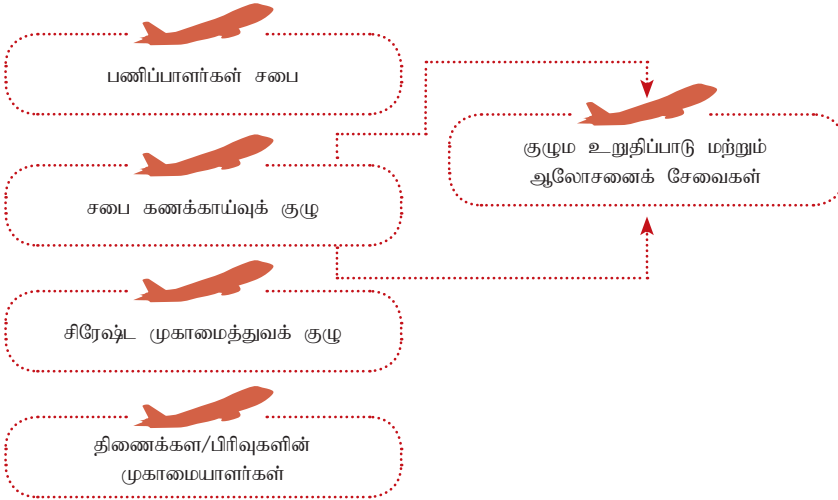 பணிப்பாளர்கள் சபை
சபை கணக்காய்வுக் குழு
சிரேஷ்ட முகாமைத்துவக் குழு
திணைக்கள/பிரிவுகளின்
முகாமையாளர்கள்
குழும உறுதிப்பாடு மற்றும்
ஆலோசனைக் சேவைகள்